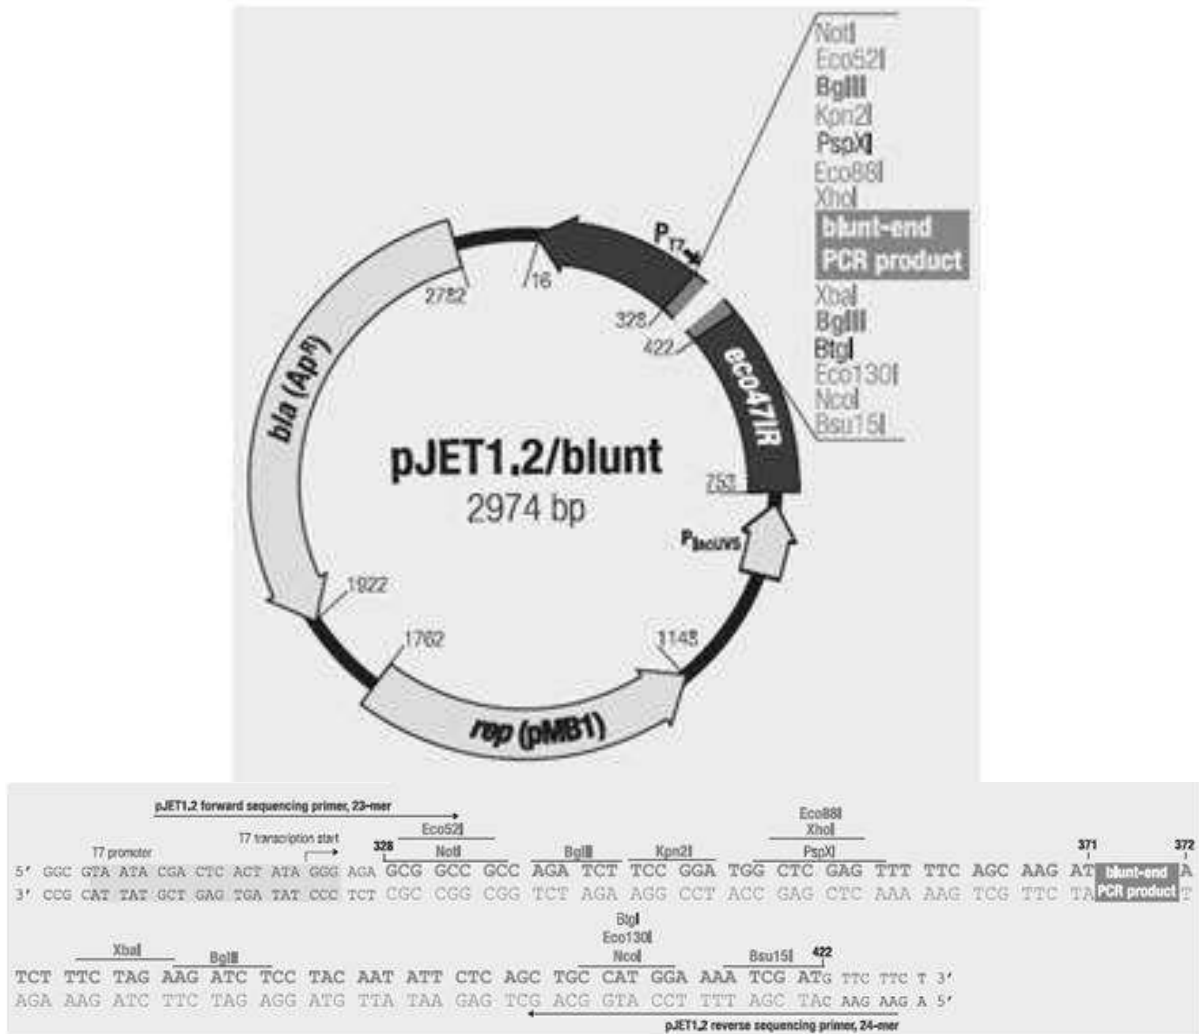 NotI
Eco52I
BglII
Kpn2I
PspXI
Eco88I
XhoI
blunt-end
PCR product
XbaI
BglII
BtgI
Eco130I
NcoI
Bsu15I
PT7
2782
16
328
422
eco47IR
bla (ApR)
pJET1.2/blunt
2974 bp
753
PlacUV5
1922
1762
1148
rep (pMB1)
pJET1.2 forward sequencing primer, 23-mer
Eco88I
T7 transcription start
Eco52I
XhoI
T7 promoter
328
NotI
BglII
Kpn2I
PspXI
371
372
5' GGC GTA ATA CGA CTC ACT ATA GGG AGA GCG GCC GCC AGA TCT TCC GGA TGG CTC GAG TTT TTC AGC AAG AT blunt-end A
3' CCG CAT TAT GCT GAG TGA TAT CCC TCT CGC CGG CGG TCT AGA AGG CCT ACC GAG CTC AAA AAG TCG TTC TA PCR product T
BtgI
Eco130I
XbaI
BglII
NcoI
Bsu15I
422
TCT TTC TAG AAG ATC TCC TAC AAT ATT CTC AGC TGC CAT GGA AAA TCG ATG TTC TTC T 3'
AGA AAG ATC TTC TAG AGG ATG TTA TAA GAG TCG ACG GTA CCT TTT AGC TAC AAG AAG A 5'
pJET1.2 reverse sequencing primer, 24-mer